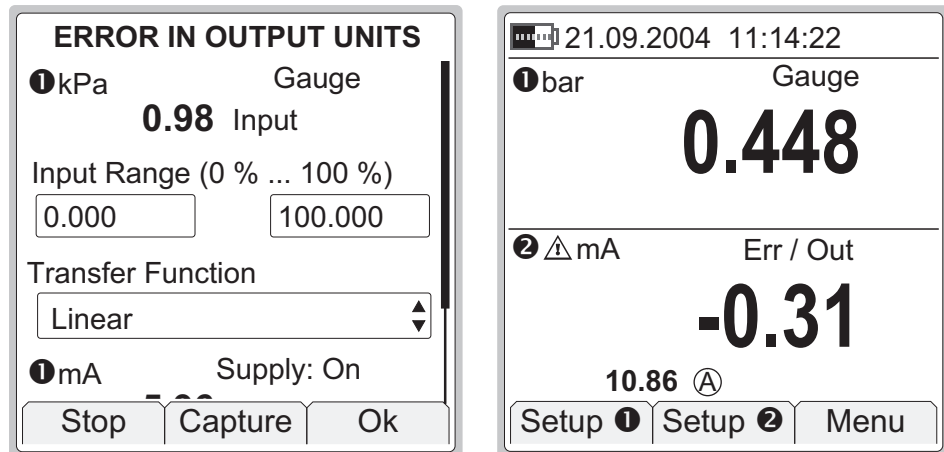 ERROR IN OUTPUT UNITS
❶kPa Gauge
0.98 Input
Input Range (0 % ... 100 %)
0.000 100.000
Transfer Function
Linear
❶mA Supply: On
Stop Capture Ok
21.09.2004 11:14:22
❶bar Gauge
0.448
❷⚠mA Err / Out
-0.31
10.86 Ⓐ
Setup ❶ Setup ❷ Menu